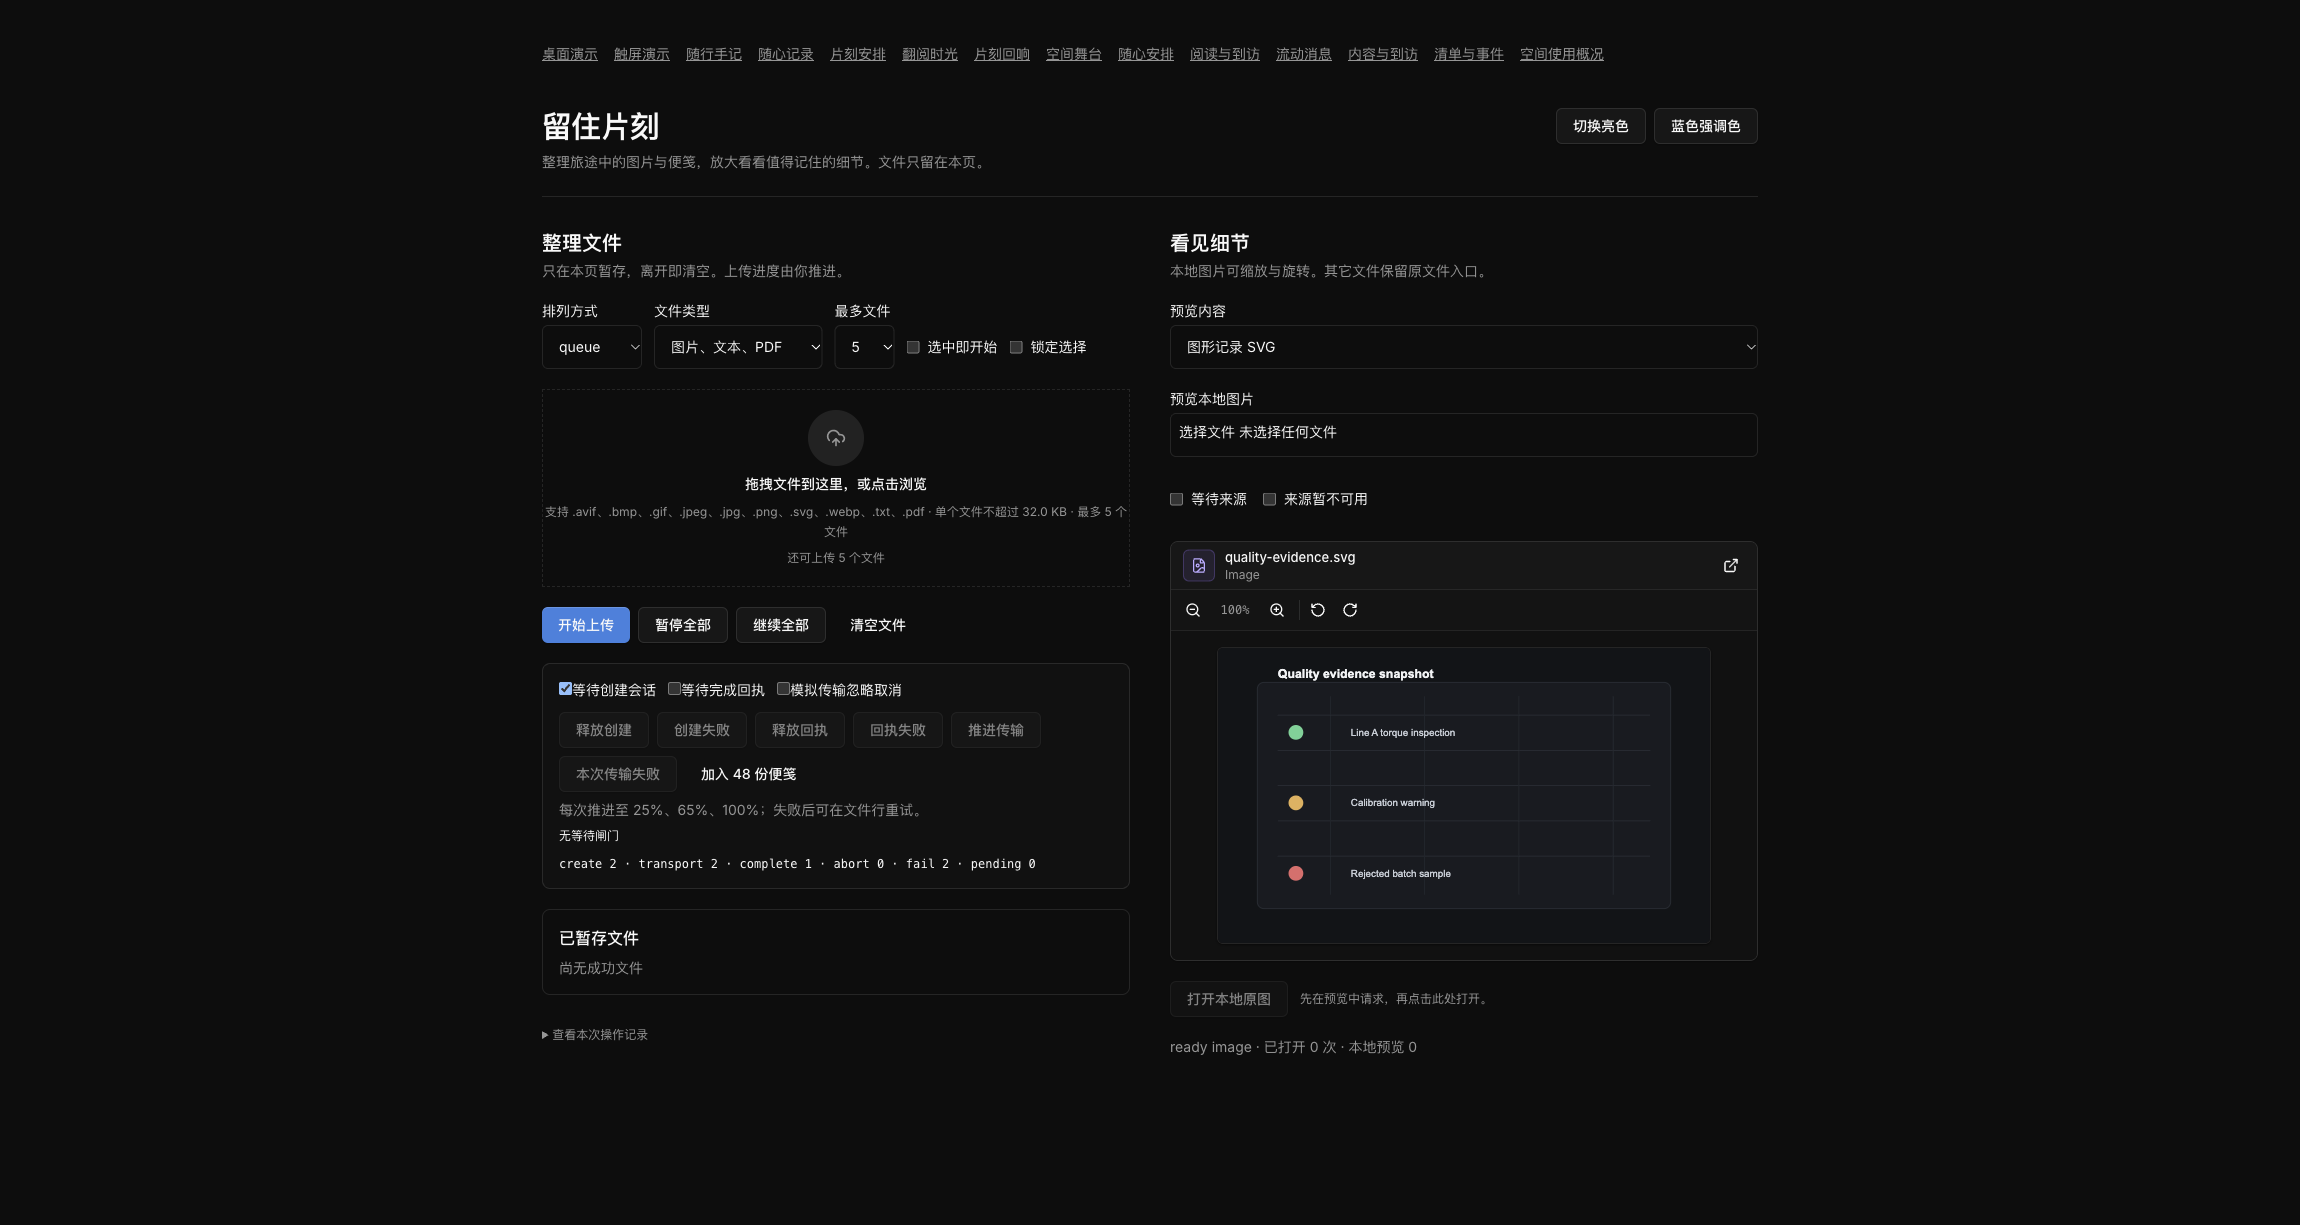 桌面演示 触屏演示 随行手记 随心记录 片刻安排 翻阅时光 片刻回响 空间舞台 随心安排 阅读与到访 流动消息 内容与到访 清单与事件 空间使用概况
留住片刻
整理旅途中的图片与便笺，放大看看值得记住的细节。文件只留在本页。
切换亮色 蓝色强调色
整理文件
只在本页暂存，离开即清空。上传进度由你推进。
排列方式 文件类型 最多文件
queue 图片、文本、PDF 5 选中即开始 锁定选择
拖拽文件到这里，或点击浏览
支持 .avif、.bmp、.gif、.jpeg、.jpg、.png、.svg、.webp、.txt、.pdf · 单个文件不超过 32.0 KB · 最多 5 个
文件
还可上传 5 个文件
开始上传 暂停全部 继续全部 清空文件
等待创建会话 等待完成回执 模拟传输忽略取消
释放创建 创建失败 释放回执 回执失败 推进传输
本次传输失败 加入 48 份便笺
每次推进至 25%、65%、100%；失败后可在文件行重试。
无等待闸门
create 2 · transport 2 · complete 1 · abort 0 · fail 2 · pending 0
已暂存文件
尚无成功文件
查看本次操作记录
看见细节
本地图片可缩放与旋转。其它文件保留原文件入口。
预览内容
图形记录 SVG
预览本地图片
选择文件 未选择任何文件
等待来源 来源暂不可用
quality-evidence.svg
Image
100%
Quality evidence snapshot
Line A torque inspection
Calibration warning
Rejected batch sample
打开本地原图 先在预览中请求，再点击此处打开。
ready image · 已打开 0 次 · 本地预览 0